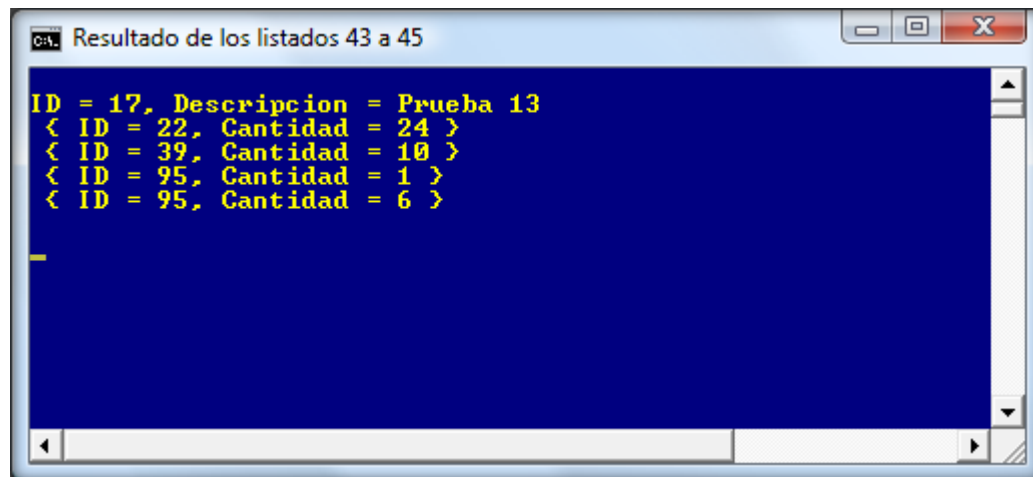 Resultado de los listados 43 a 45
ID = 17, Descripcion = Prueba 13
{ ID = 22, Cantidad = 24 }
{ ID = 39, Cantidad = 10 }
{ ID = 95, Cantidad = 1 }
{ ID = 95, Cantidad = 6 }